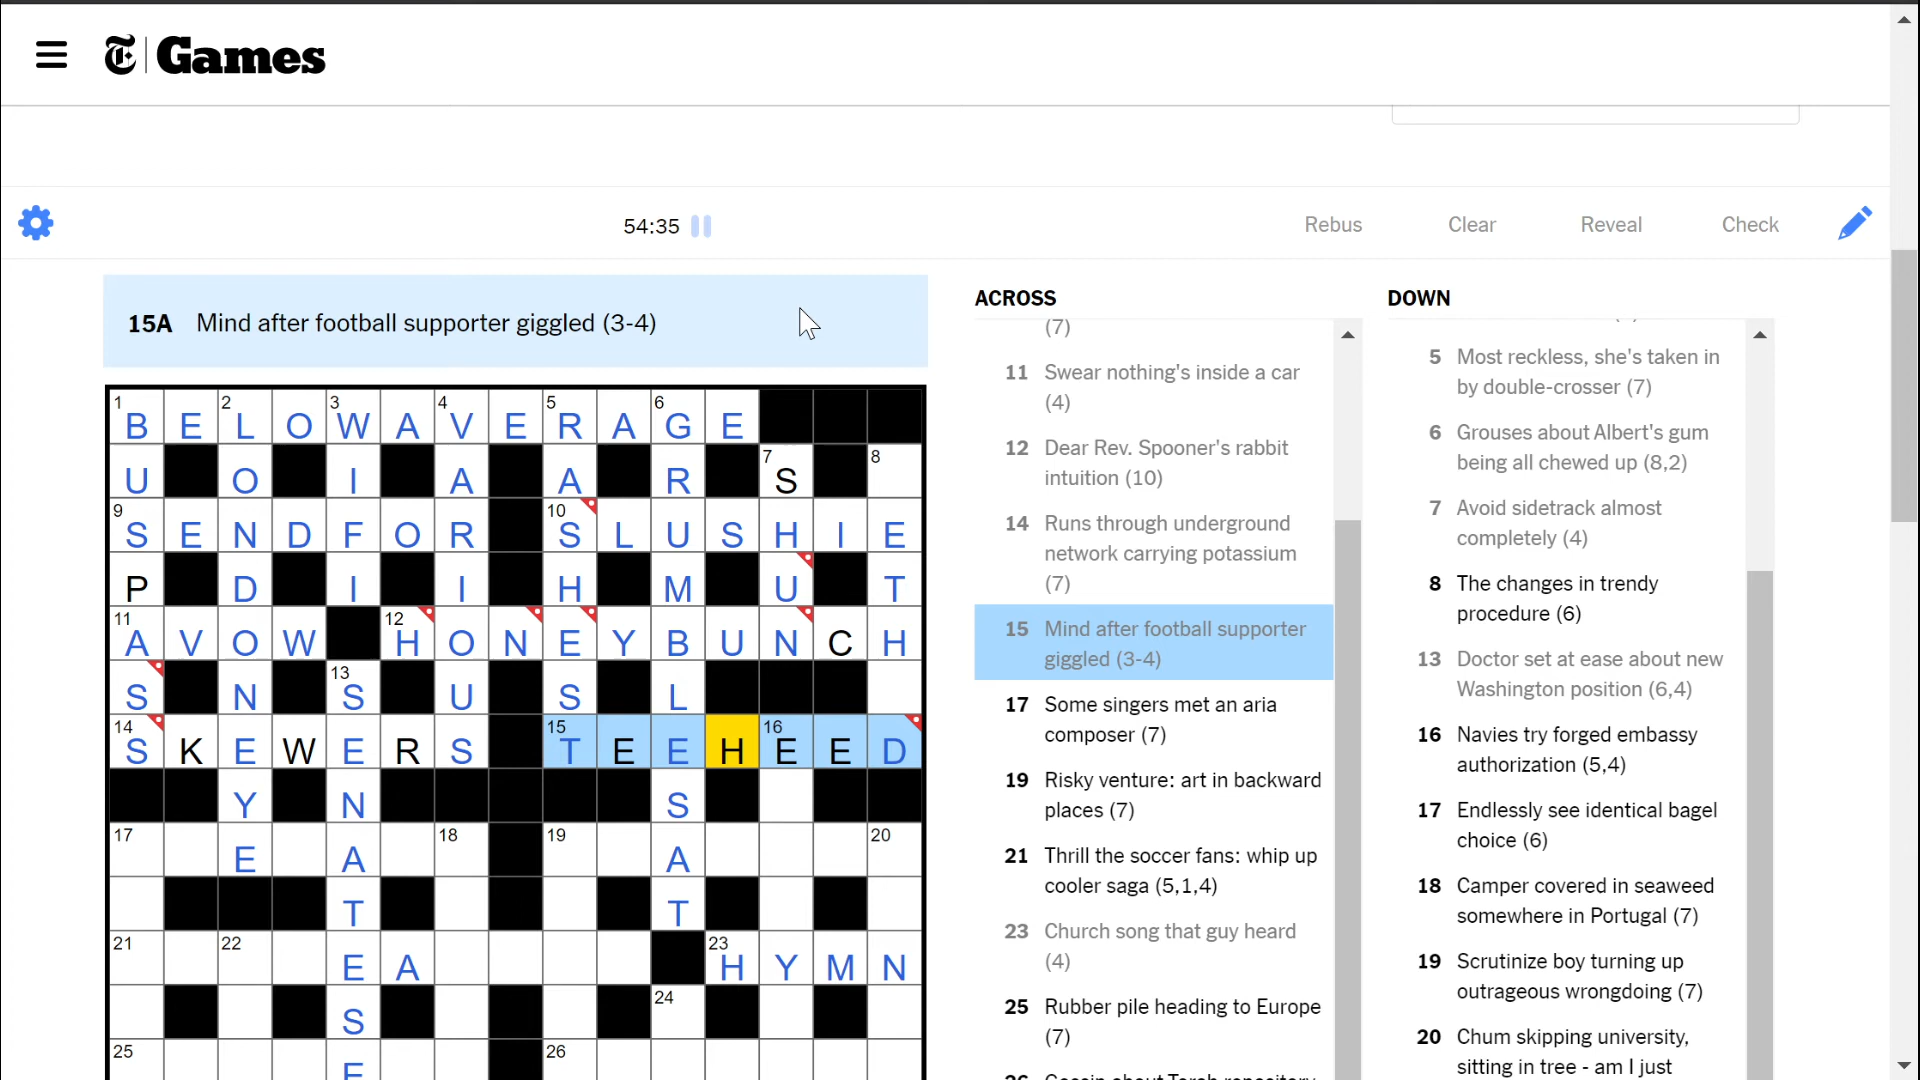 T Games
54:35
Rebus Clear Reveal Check
15A Mind after football supporter giggled (3-4)
1 B E 2 L O 3 W A 4 V E 5 R A 6 G E
U O I V A R 7 S 8
9 S E N D F O R 10 S L U S H I E
P D I I H M U T
11 A V O W 12 H O N E Y B U N C H
S N 13 S U S L
14 S K E W E R S 15 T E E H 16 E E D
Y N S
17 E A 18 19 A 20
T T
21 22 E A 23 H Y M N
S 24
25 E 26
ACROSS
(7)
11 Swear nothing's inside a car
(4)
12 Dear Rev. Spooner's rabbit
intuition (10)
14 Runs through underground
network carrying potassium
(7)
15 Mind after football supporter
giggled (3-4)
17 Some singers met an aria
composer (7)
19 Risky venture: art in backward
places (7)
21 Thrill the soccer fans: whip up
cooler saga (5,1,4)
23 Church song that guy heard
(4)
25 Rubber pile heading to Europe
(7)
DOWN
5 Most reckless, she's taken in
by double-crosser (7)
6 Grouses about Albert's gum
being all chewed up (8,2)
7 Avoid sidetrack almost
completely (4)
8 The changes in trendy
procedure (6)
13 Doctor set at ease about new
Washington position (6,4)
16 Navies try forged embassy
authorization (5,4)
17 Endlessly see identical bagel
choice (6)
18 Camper covered in seaweed
somewhere in Portugal (7)
19 Scrutinize boy turning up
outrageous wrongdoing (7)
20 Chum skipping university,
sitting in tree - am I just